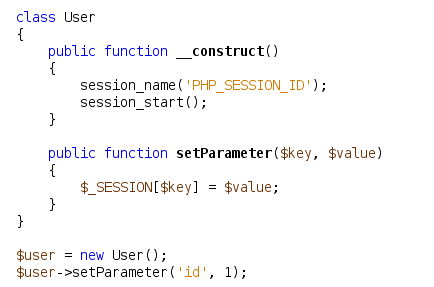 class User
{
    public function __construct()
    {
        session_name('PHP_SESSION_ID');
        session_start();
    }

    public function setParameter($key, $value)
    {
        $_SESSION[$key] = $value;
    }
}

$user = new User();
$user->setParameter('id', 1);